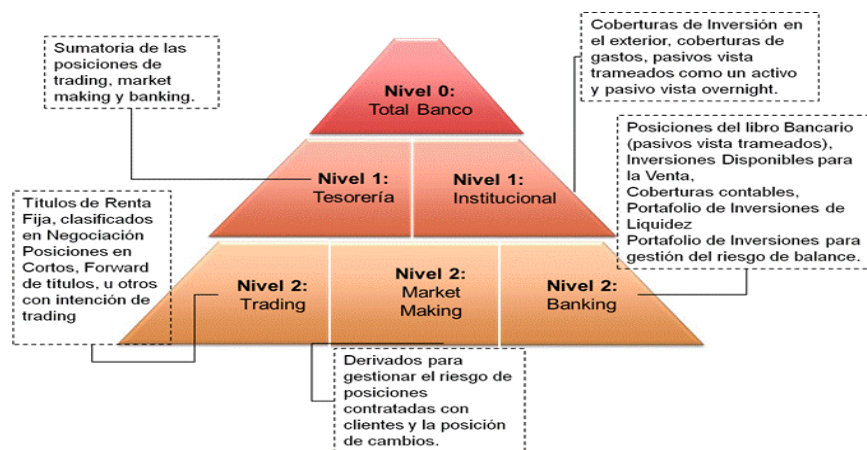 Sumatoria de las
posiciones de
trading, market
making y banking.
Coberturas de Inversión en
el exterior, coberturas de
gastos, pasivos vista
trameados como un activo
y pasivo vista overnight.
Nivel 0:
Total Banco
Nivel 1:
Tesorería
Nivel 1:
Institucional
Posiciones del libro Bancario
(pasivos vista trameados),
Inversiones Disponibles para
la Venta,
Coberturas contables,
Portafolio de Inversiones de
Liquidez
Portafolio de Inversiones para
gestión del riesgo de balance.
Títulos de Renta
Fija, clasificados
en Negociación
Posiciones en
Cortos, Forward
de títulos, u otros
con intención de
trading
Nivel 2:
Trading
Nivel 2:
Market
Making
Nivel 2:
Banking
Derivados para
gestionar el riesgo de
posiciones
contratadas con
clientes y la posición
de cambios.